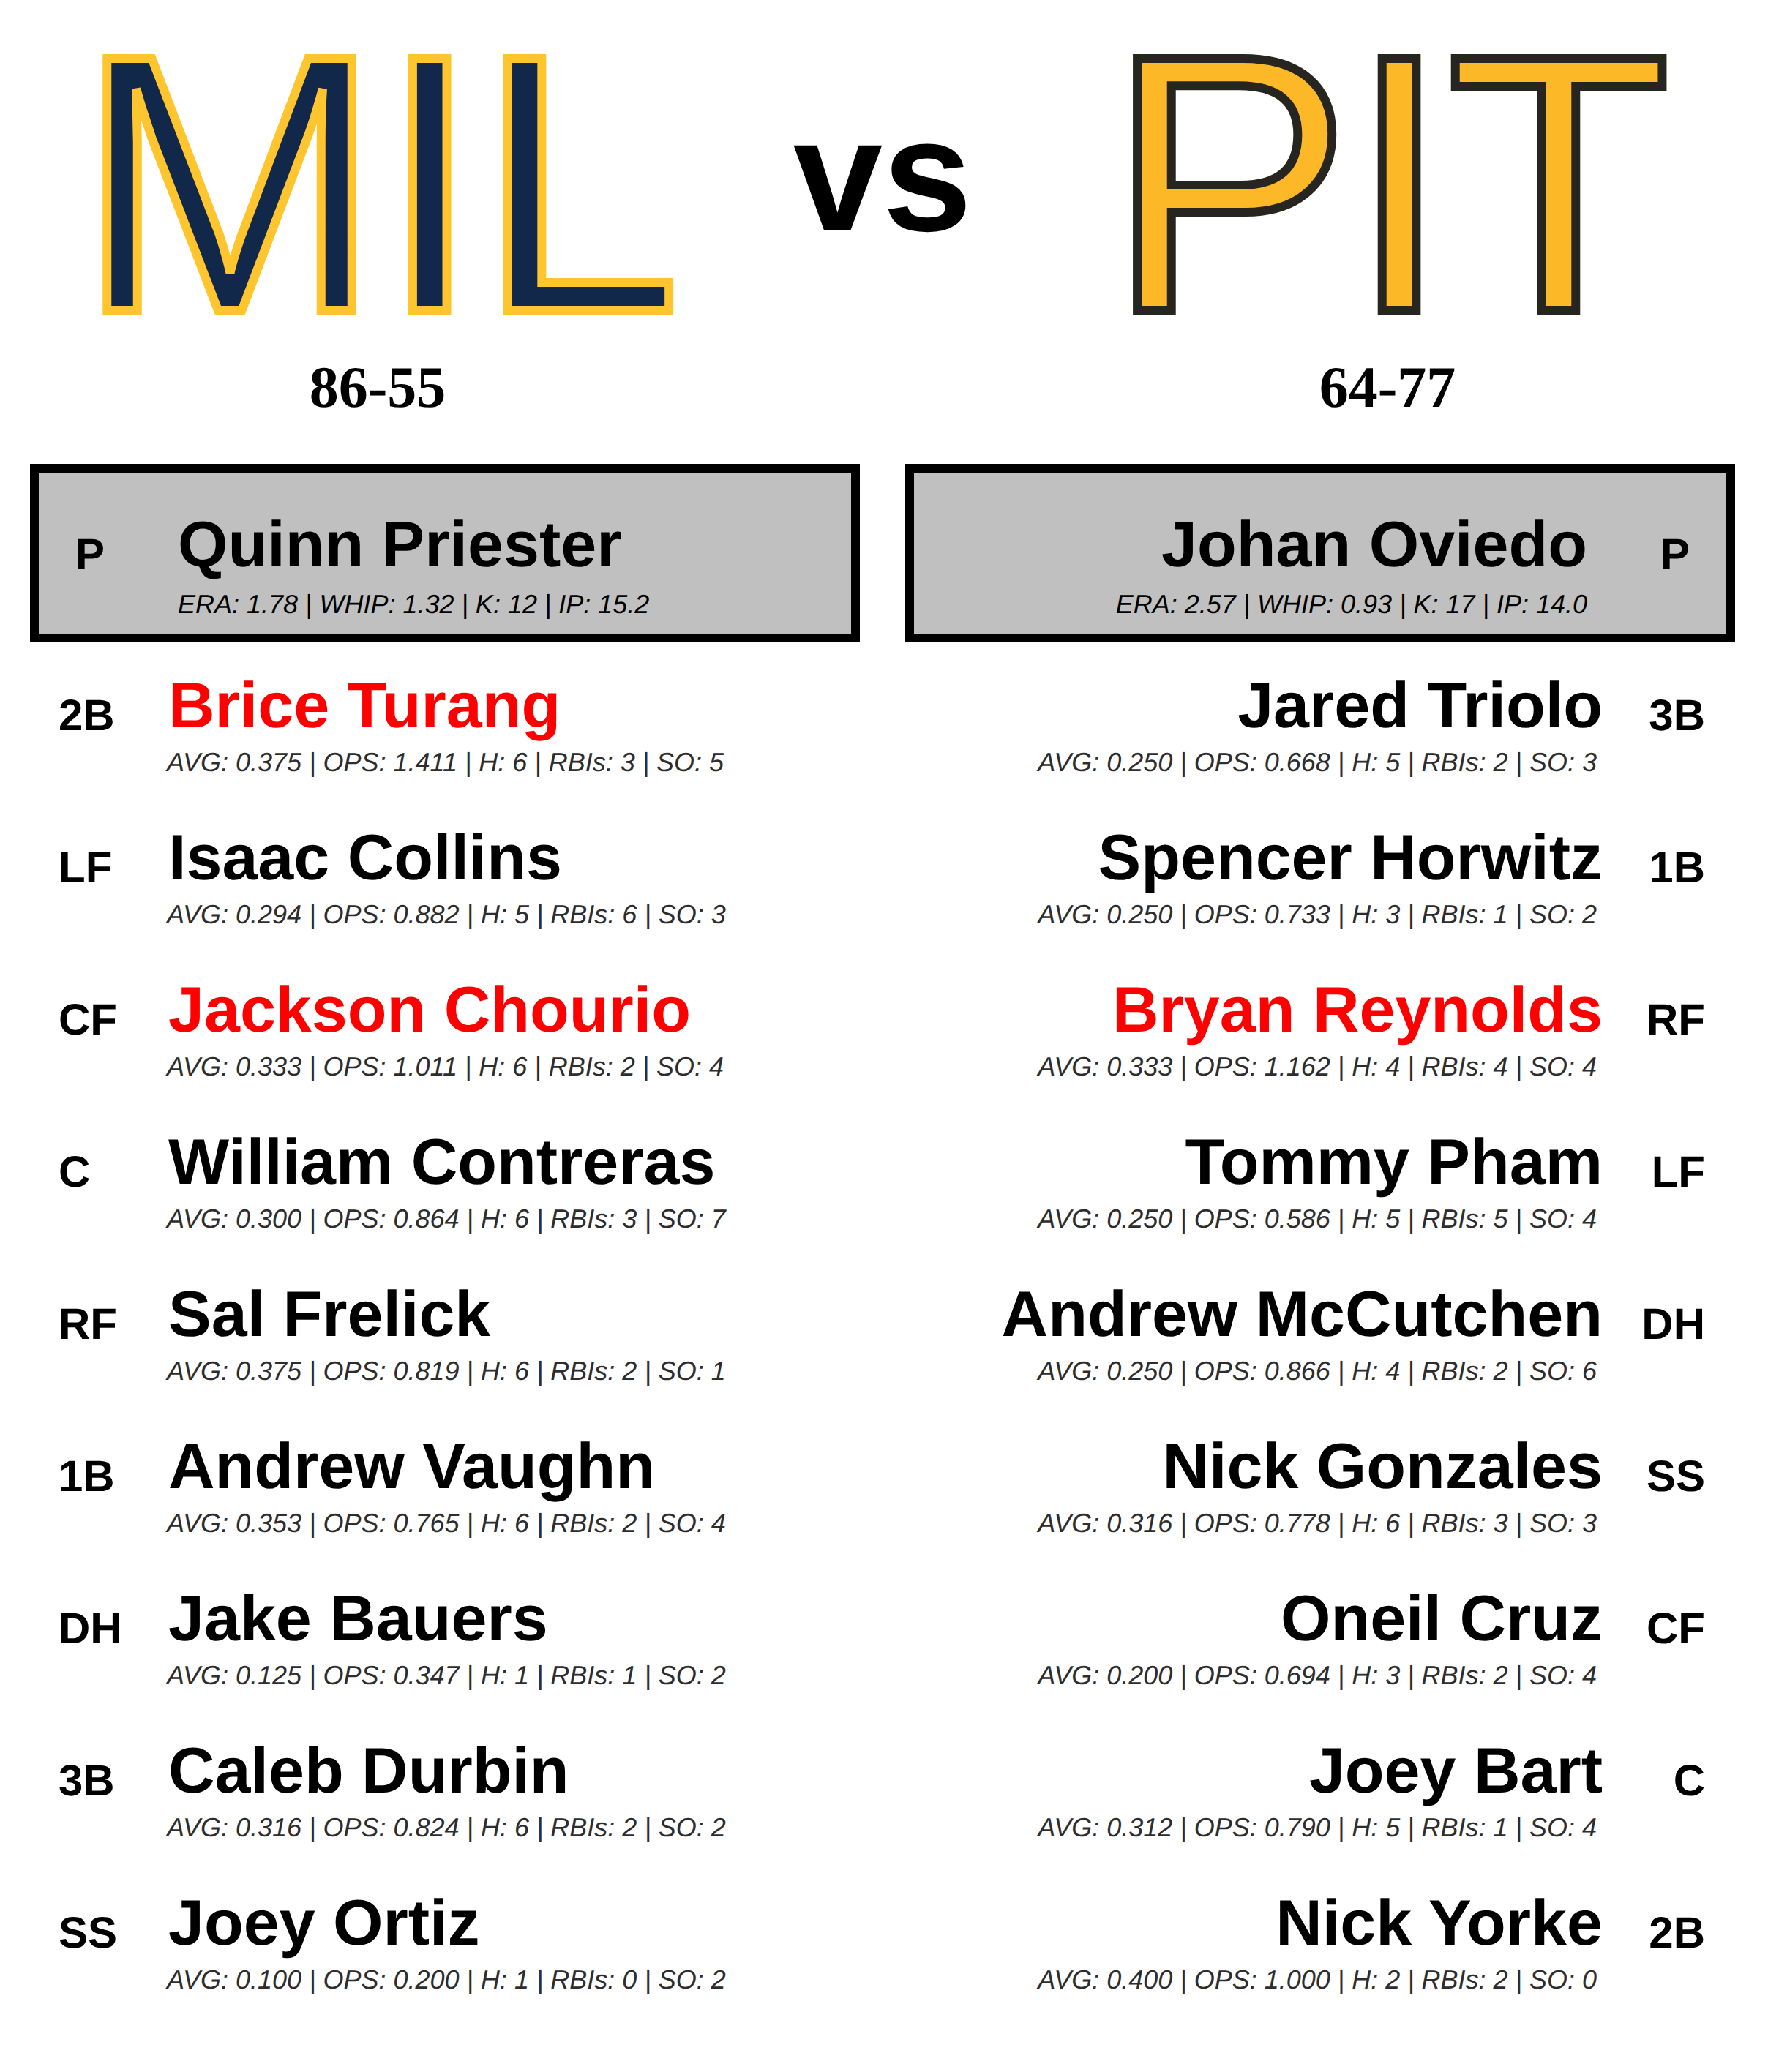 MIL vs PIT
86-55 64-77
P Quinn Priester
ERA: 1.78 | WHIP: 1.32 | K: 12 | IP: 15.2
Johan Oviedo P
ERA: 2.57 | WHIP: 0.93 | K: 17 | IP: 14.0
2B Brice Turang
AVG: 0.375 | OPS: 1.411 | H: 6 | RBIs: 3 | SO: 5
LF Isaac Collins
AVG: 0.294 | OPS: 0.882 | H: 5 | RBIs: 6 | SO: 3
CF Jackson Chourio
AVG: 0.333 | OPS: 1.011 | H: 6 | RBIs: 2 | SO: 4
C William Contreras
AVG: 0.300 | OPS: 0.864 | H: 6 | RBIs: 3 | SO: 7
RF Sal Frelick
AVG: 0.375 | OPS: 0.819 | H: 6 | RBIs: 2 | SO: 1
1B Andrew Vaughn
AVG: 0.353 | OPS: 0.765 | H: 6 | RBIs: 2 | SO: 4
DH Jake Bauers
AVG: 0.125 | OPS: 0.347 | H: 1 | RBIs: 1 | SO: 2
3B Caleb Durbin
AVG: 0.316 | OPS: 0.824 | H: 6 | RBIs: 2 | SO: 2
SS Joey Ortiz
AVG: 0.100 | OPS: 0.200 | H: 1 | RBIs: 0 | SO: 2
Jared Triolo 3B
AVG: 0.250 | OPS: 0.668 | H: 5 | RBIs: 2 | SO: 3
Spencer Horwitz 1B
AVG: 0.250 | OPS: 0.733 | H: 3 | RBIs: 1 | SO: 2
Bryan Reynolds RF
AVG: 0.333 | OPS: 1.162 | H: 4 | RBIs: 4 | SO: 4
Tommy Pham LF
AVG: 0.250 | OPS: 0.586 | H: 5 | RBIs: 5 | SO: 4
Andrew McCutchen DH
AVG: 0.250 | OPS: 0.866 | H: 4 | RBIs: 2 | SO: 6
Nick Gonzales SS
AVG: 0.316 | OPS: 0.778 | H: 6 | RBIs: 3 | SO: 3
Oneil Cruz CF
AVG: 0.200 | OPS: 0.694 | H: 3 | RBIs: 2 | SO: 4
Joey Bart C
AVG: 0.312 | OPS: 0.790 | H: 5 | RBIs: 1 | SO: 4
Nick Yorke 2B
AVG: 0.400 | OPS: 1.000 | H: 2 | RBIs: 2 | SO: 0